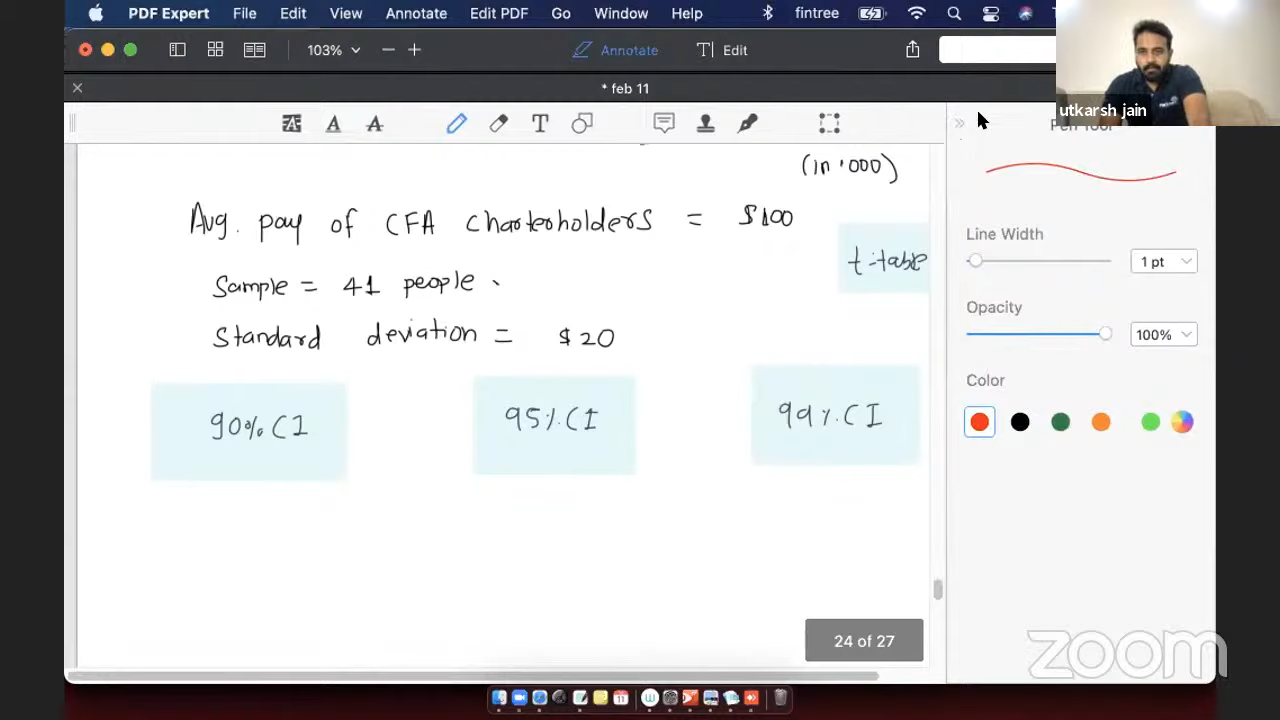 PDF Expert File Edit View Annotate Edit PDF Go Window Help fintree
103% Annotate Edit
* feb 11
utkarsh jain
Pen Tool
(in '000)
Avg. pay of CFA charterholders = $100
t-table
Sample = 41 people
Standard deviation = $20
90% CI 95% CI 99% CI
Line Width
1 pt
Opacity
100%
Color
24 of 27
zoom